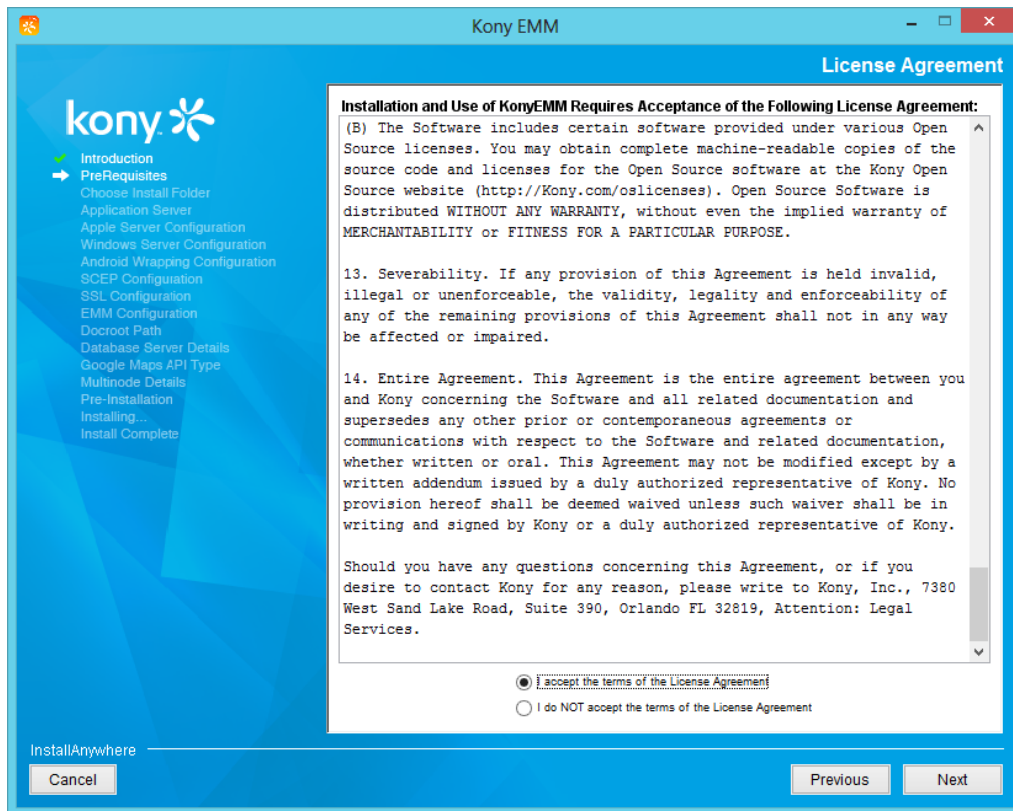 Kony EMM
License Agreement
kony
Introduction
PreRequisites
Choose Install Folder
Application Server
Apple Server Configuration
Windows Server Configuration
Android Wrapping Configuration
SCEP Configuration
SSL Configuration
EMM Configuration
Docroot Path
Database Server Details
Google Maps API Type
Multinode Details
Pre-Installation
Installing...
Install Complete
Installation and Use of KonyEMM Requires Acceptance of the Following License Agreement:
(B) The Software includes certain software provided under various Open
Source licenses. You may obtain complete machine-readable copies of the
source code and licenses for the Open Source software at the Kony Open
Source website (http://Kony.com/oslicenses). Open Source Software is
distributed WITHOUT ANY WARRANTY, without even the implied warranty of
MERCHANTABILITY or FITNESS FOR A PARTICULAR PURPOSE.
13. Severability. If any provision of this Agreement is held invalid,
illegal or unenforceable, the validity, legality and enforceability of
any of the remaining provisions of this Agreement shall not in any way
be affected or impaired.
14. Entire Agreement. This Agreement is the entire agreement between you
and Kony concerning the Software and all related documentation and
supersedes any other prior or contemporaneous agreements or
communications with respect to the Software and related documentation,
whether written or oral. This Agreement may not be modified except by a
written addendum issued by a duly authorized representative of Kony. No
provision hereof shall be deemed waived unless such waiver shall be in
writing and signed by Kony or a duly authorized representative of Kony.
Should you have any questions concerning this Agreement, or if you
desire to contact Kony for any reason, please write to Kony, Inc., 7380
West Sand Lake Road, Suite 390, Orlando FL 32819, Attention: Legal
Services.
I accept the terms of the License Agreement
I do NOT accept the terms of the License Agreement
InstallAnywhere
Cancel
Previous
Next